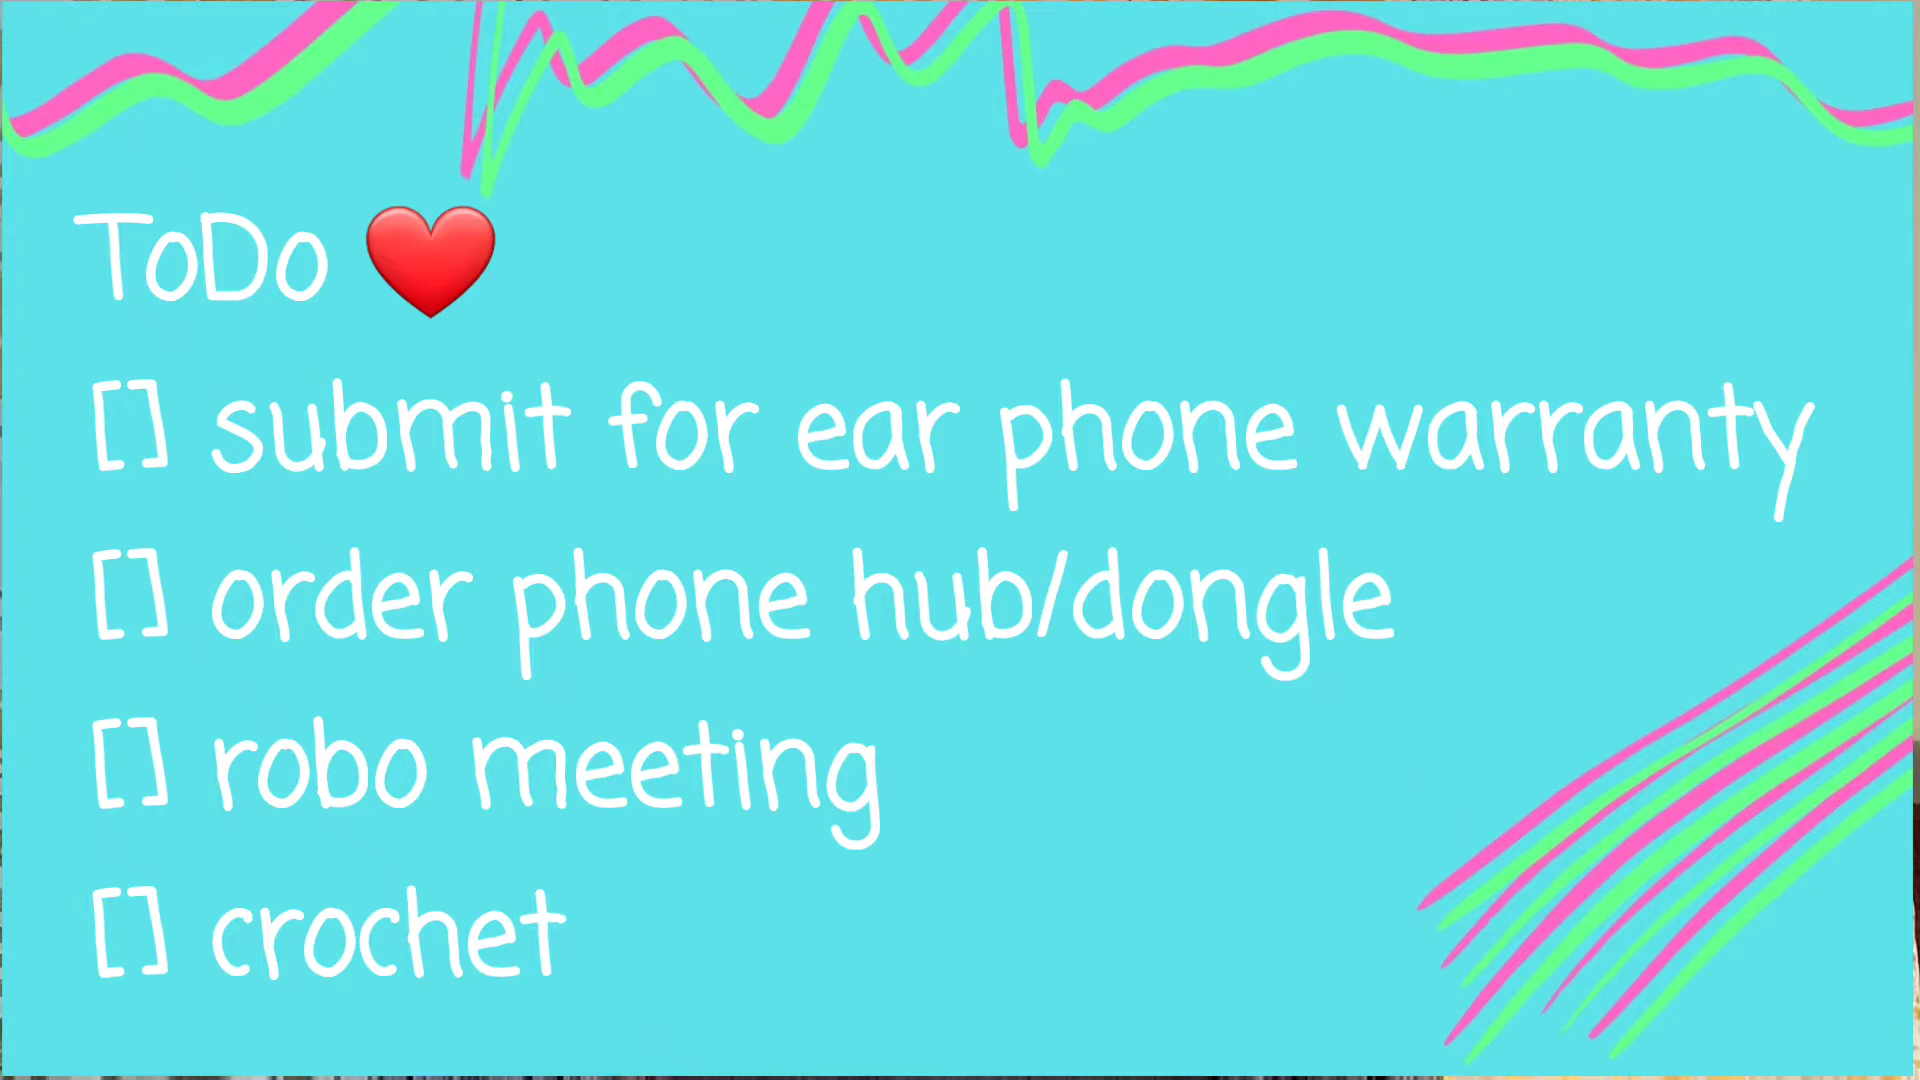 ToDo ❤️
[] submit for ear phone warranty
[] order phone hub/dongle
[] robo meeting
[] crochet